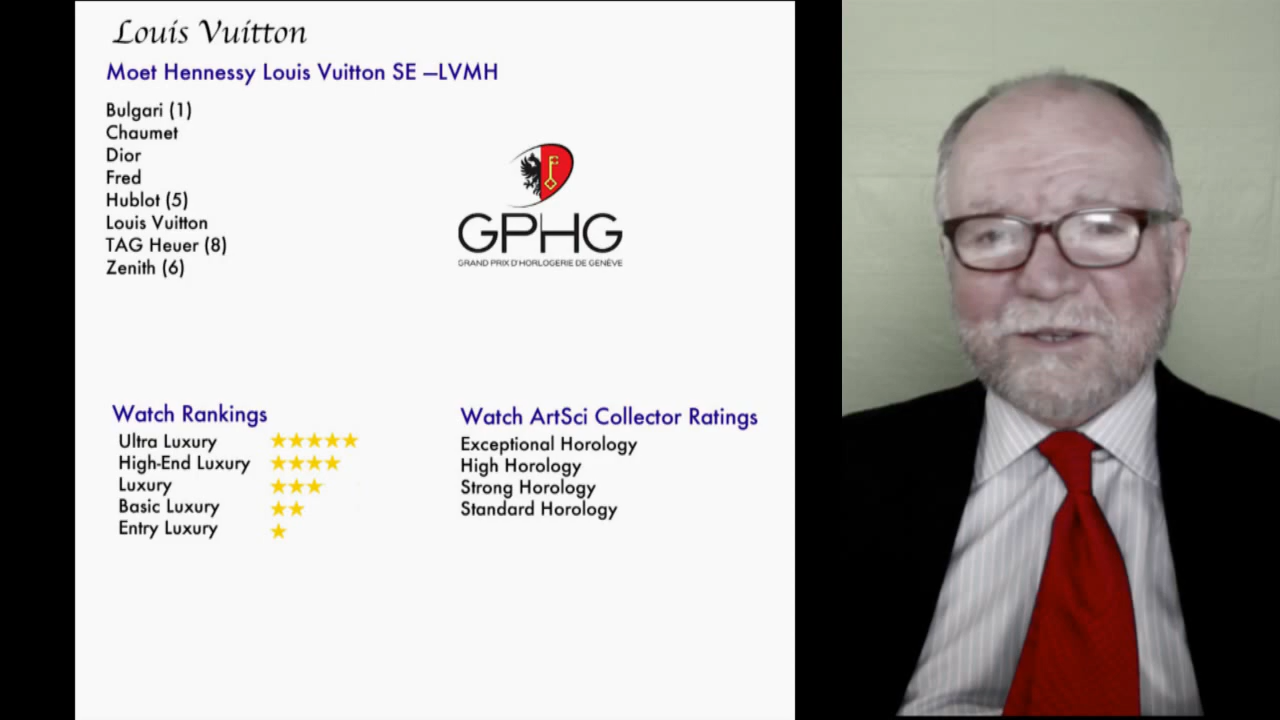 Louis Vuitton
Moet Hennessy Louis Vuitton SE —LVMH
Bulgari (1)
Chaumet
Dior
Fred
Hublot (5)
Louis Vuitton
TAG Heuer (8)
Zenith (6)
GPHG
GRAND PRIX D'HORLOGERIE DE GENÈVE
Watch Rankings
Ultra Luxury
High-End Luxury
Luxury
Basic Luxury
Entry Luxury
Watch ArtSci Collector Ratings
Exceptional Horology
High Horology
Strong Horology
Standard Horology